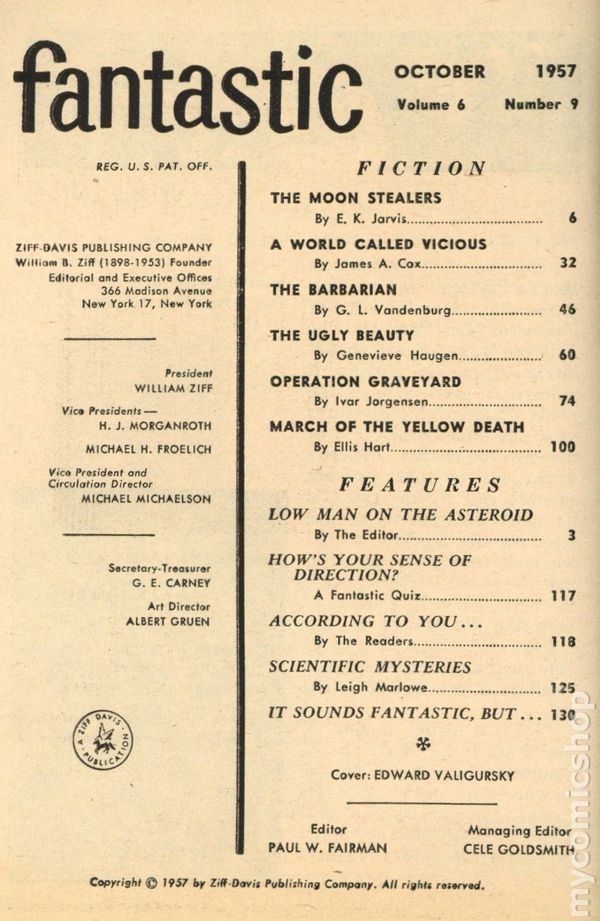 fantastic
OCTOBER 1957
Volume 6 Number 9
REG. U. S. PAT. OFF.
ZIFF-DAVIS PUBLISHING COMPANY
William B. Ziff (1898-1953) Founder
Editorial and Executive Offices
366 Madison Avenue
New York 17, New York
President
WILLIAM ZIFF
Vice Presidents—
H. J. MORGANROTH
MICHAEL H. FROELICH
Vice President and
Circulation Director
MICHAEL MICHAELSON
Secretary-Treasurer
G. E. CARNEY
Art Director
ALBERT GRUEN
A ZIFF DAVIS · PUBLICATION ·
FICTION
THE MOON STEALERS
By E. K. Jarvis 6
A WORLD CALLED VICIOUS
By James A. Cox 32
THE BARBARIAN
By G. L. Vandenburg 46
THE UGLY BEAUTY
By Genevieve Haugen 60
OPERATION GRAVEYARD
By Ivar Jorgensen 74
MARCH OF THE YELLOW DEATH
By Ellis Hart 100
FEATURES
LOW MAN ON THE ASTEROID
By The Editor 3
HOW'S YOUR SENSE OF
DIRECTION?
A Fantastic Quiz 117
ACCORDING TO YOU...
By The Readers 118
SCIENTIFIC MYSTERIES
By Leigh Marlowe 125
IT SOUNDS FANTASTIC, BUT... 130
Cover: EDWARD VALIGURSKY
Editor
PAUL W. FAIRMAN
Managing Editor
CELE GOLDSMITH
Copyright © 1957 by Ziff-Davis Publishing Company. All rights reserved.
mycomicshop